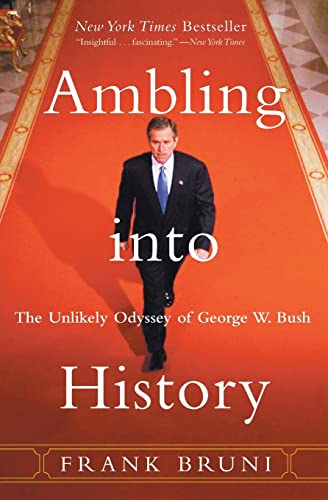 New York Times Bestseller
"Insightful . . . fascinating."—New York Times
Ambling
into
The Unlikely Odyssey of George W. Bush
History
FRANK BRUNI